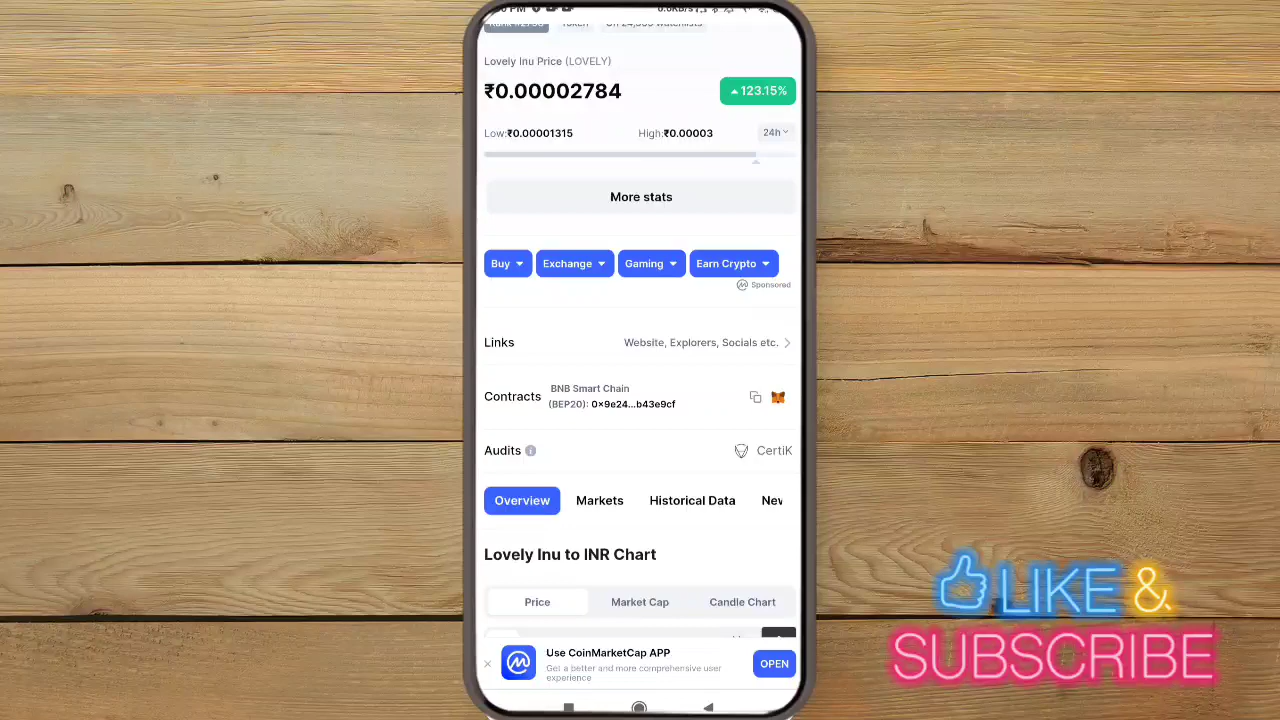 Lovely Inu Price (LOVELY)
₹0.00002784
123.15%
Low:₹0.00001315 High:₹0.00003 24h
More stats
Buy Exchange Gaming Earn Crypto
Sponsored
Links Website, Explorers, Socials etc.
BNB Smart Chain
Contracts (BEP20): 0x9e24...b43e9cf
Audits CertiK
Overview Markets Historical Data Nev
Lovely Inu to INR Chart
Price Market Cap Candle Chart
Use CoinMarketCap APP
Get a better and more comprehensive user
experience
OPEN
LIKE &
SUBSCRIBE